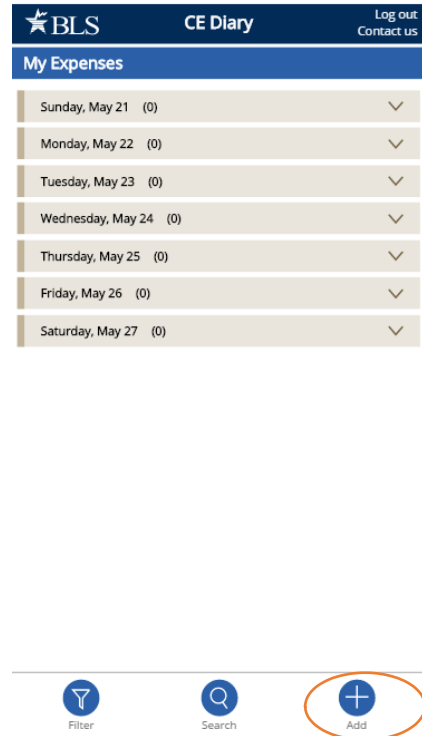 BLS
CE Diary
Log out
Contact us
My Expenses
Sunday, May 21 (0)
Monday, May 22 (0)
Tuesday, May 23 (0)
Wednesday, May 24 (0)
Thursday, May 25 (0)
Friday, May 26 (0)
Saturday, May 27 (0)
Filter
Search
Add